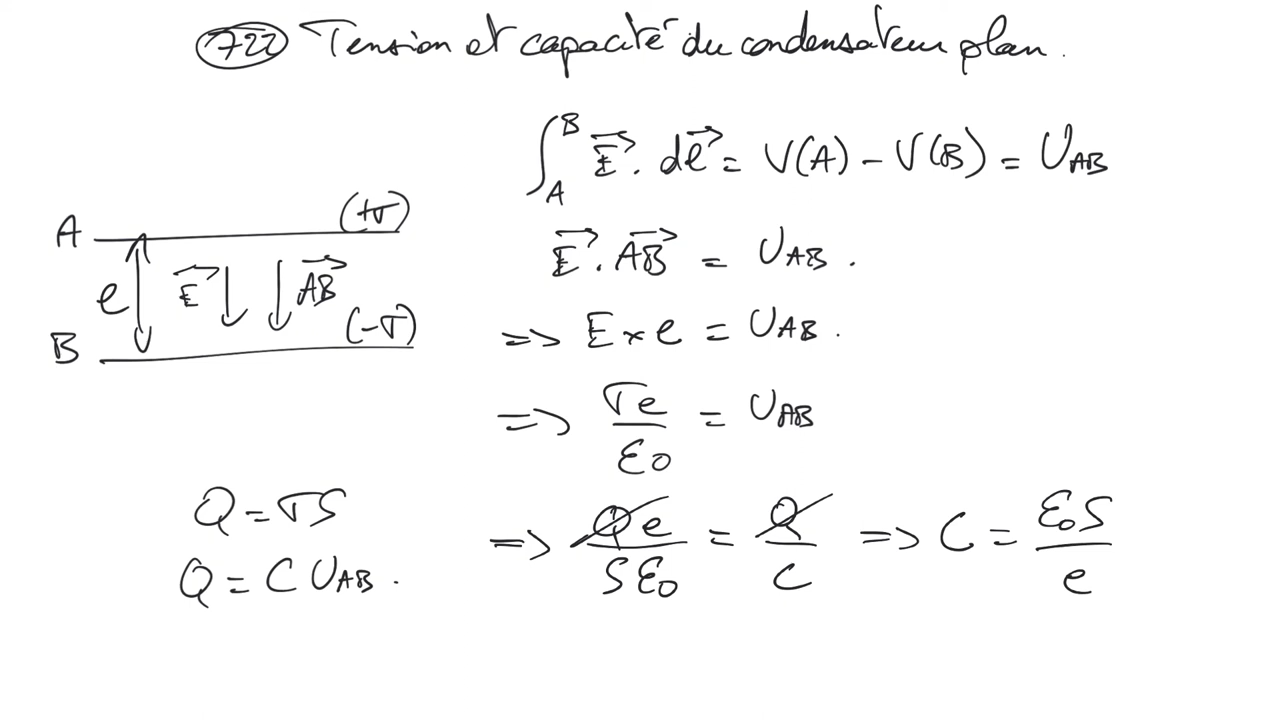 722 Tension et capacité du condensateur plan.
∫_A^B E⃗ . dℓ⃗ = V(A) - V(B) = U_AB
A (+σ)
e E⃗ AB⃗
B (-σ)
E⃗ . AB⃗ = U_AB .
=> E × e = U_AB .
=> σe/ε0 = U_AB
Q = σS
Q = C U_AB .
=> Qe/Sε0 = Q/C => C = ε0S/e